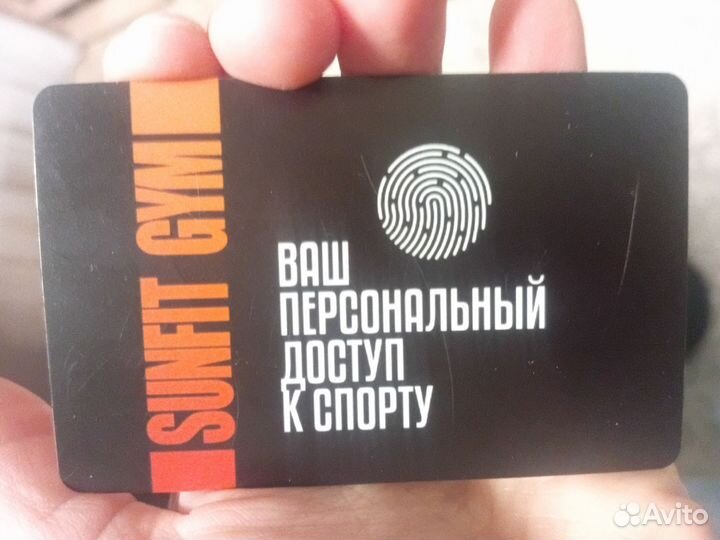 SUNFIT GYM
ВАШ
ПЕРСОНАЛЬНЫЙ
ДОСТУП
К СПОРТУ
Avito